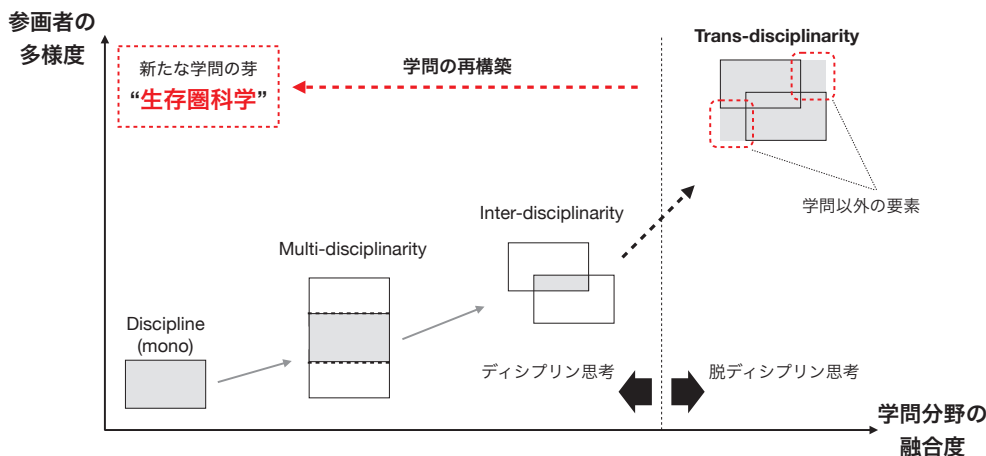 参画者の
多様度
新たな学問の芽
“生存圏科学”
学問の再構築
Trans-disciplinarity
学問以外の要素
Inter-disciplinarity
Multi-disciplinarity
Discipline
(mono)
ディシプリン思考
脱ディシプリン思考
学問分野の
融合度